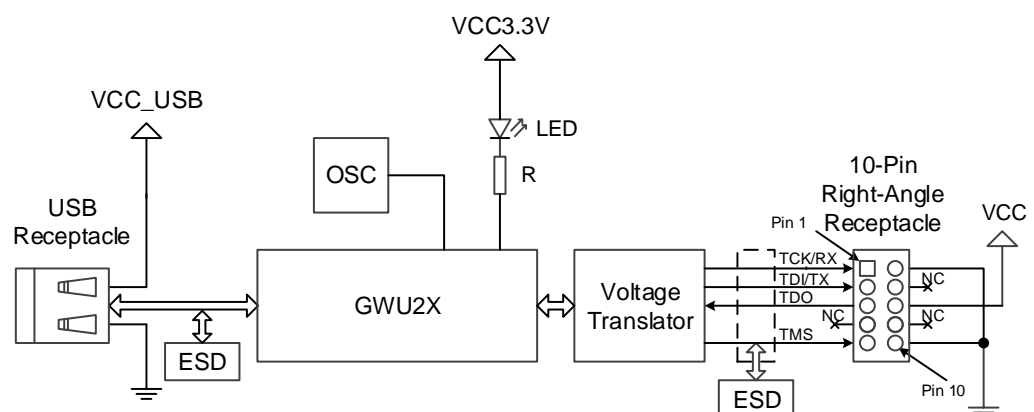 VCC3.3V
VCC_USB
LED
OSC
R
10-Pin
Right-Angle
Receptacle
USB
Receptacle
Pin 1
VCC
GWU2X
Voltage
Translator
TCK/RX
TDI/TX
TDO
TMS
NC
NC
NC
ESD
ESD
Pin 10